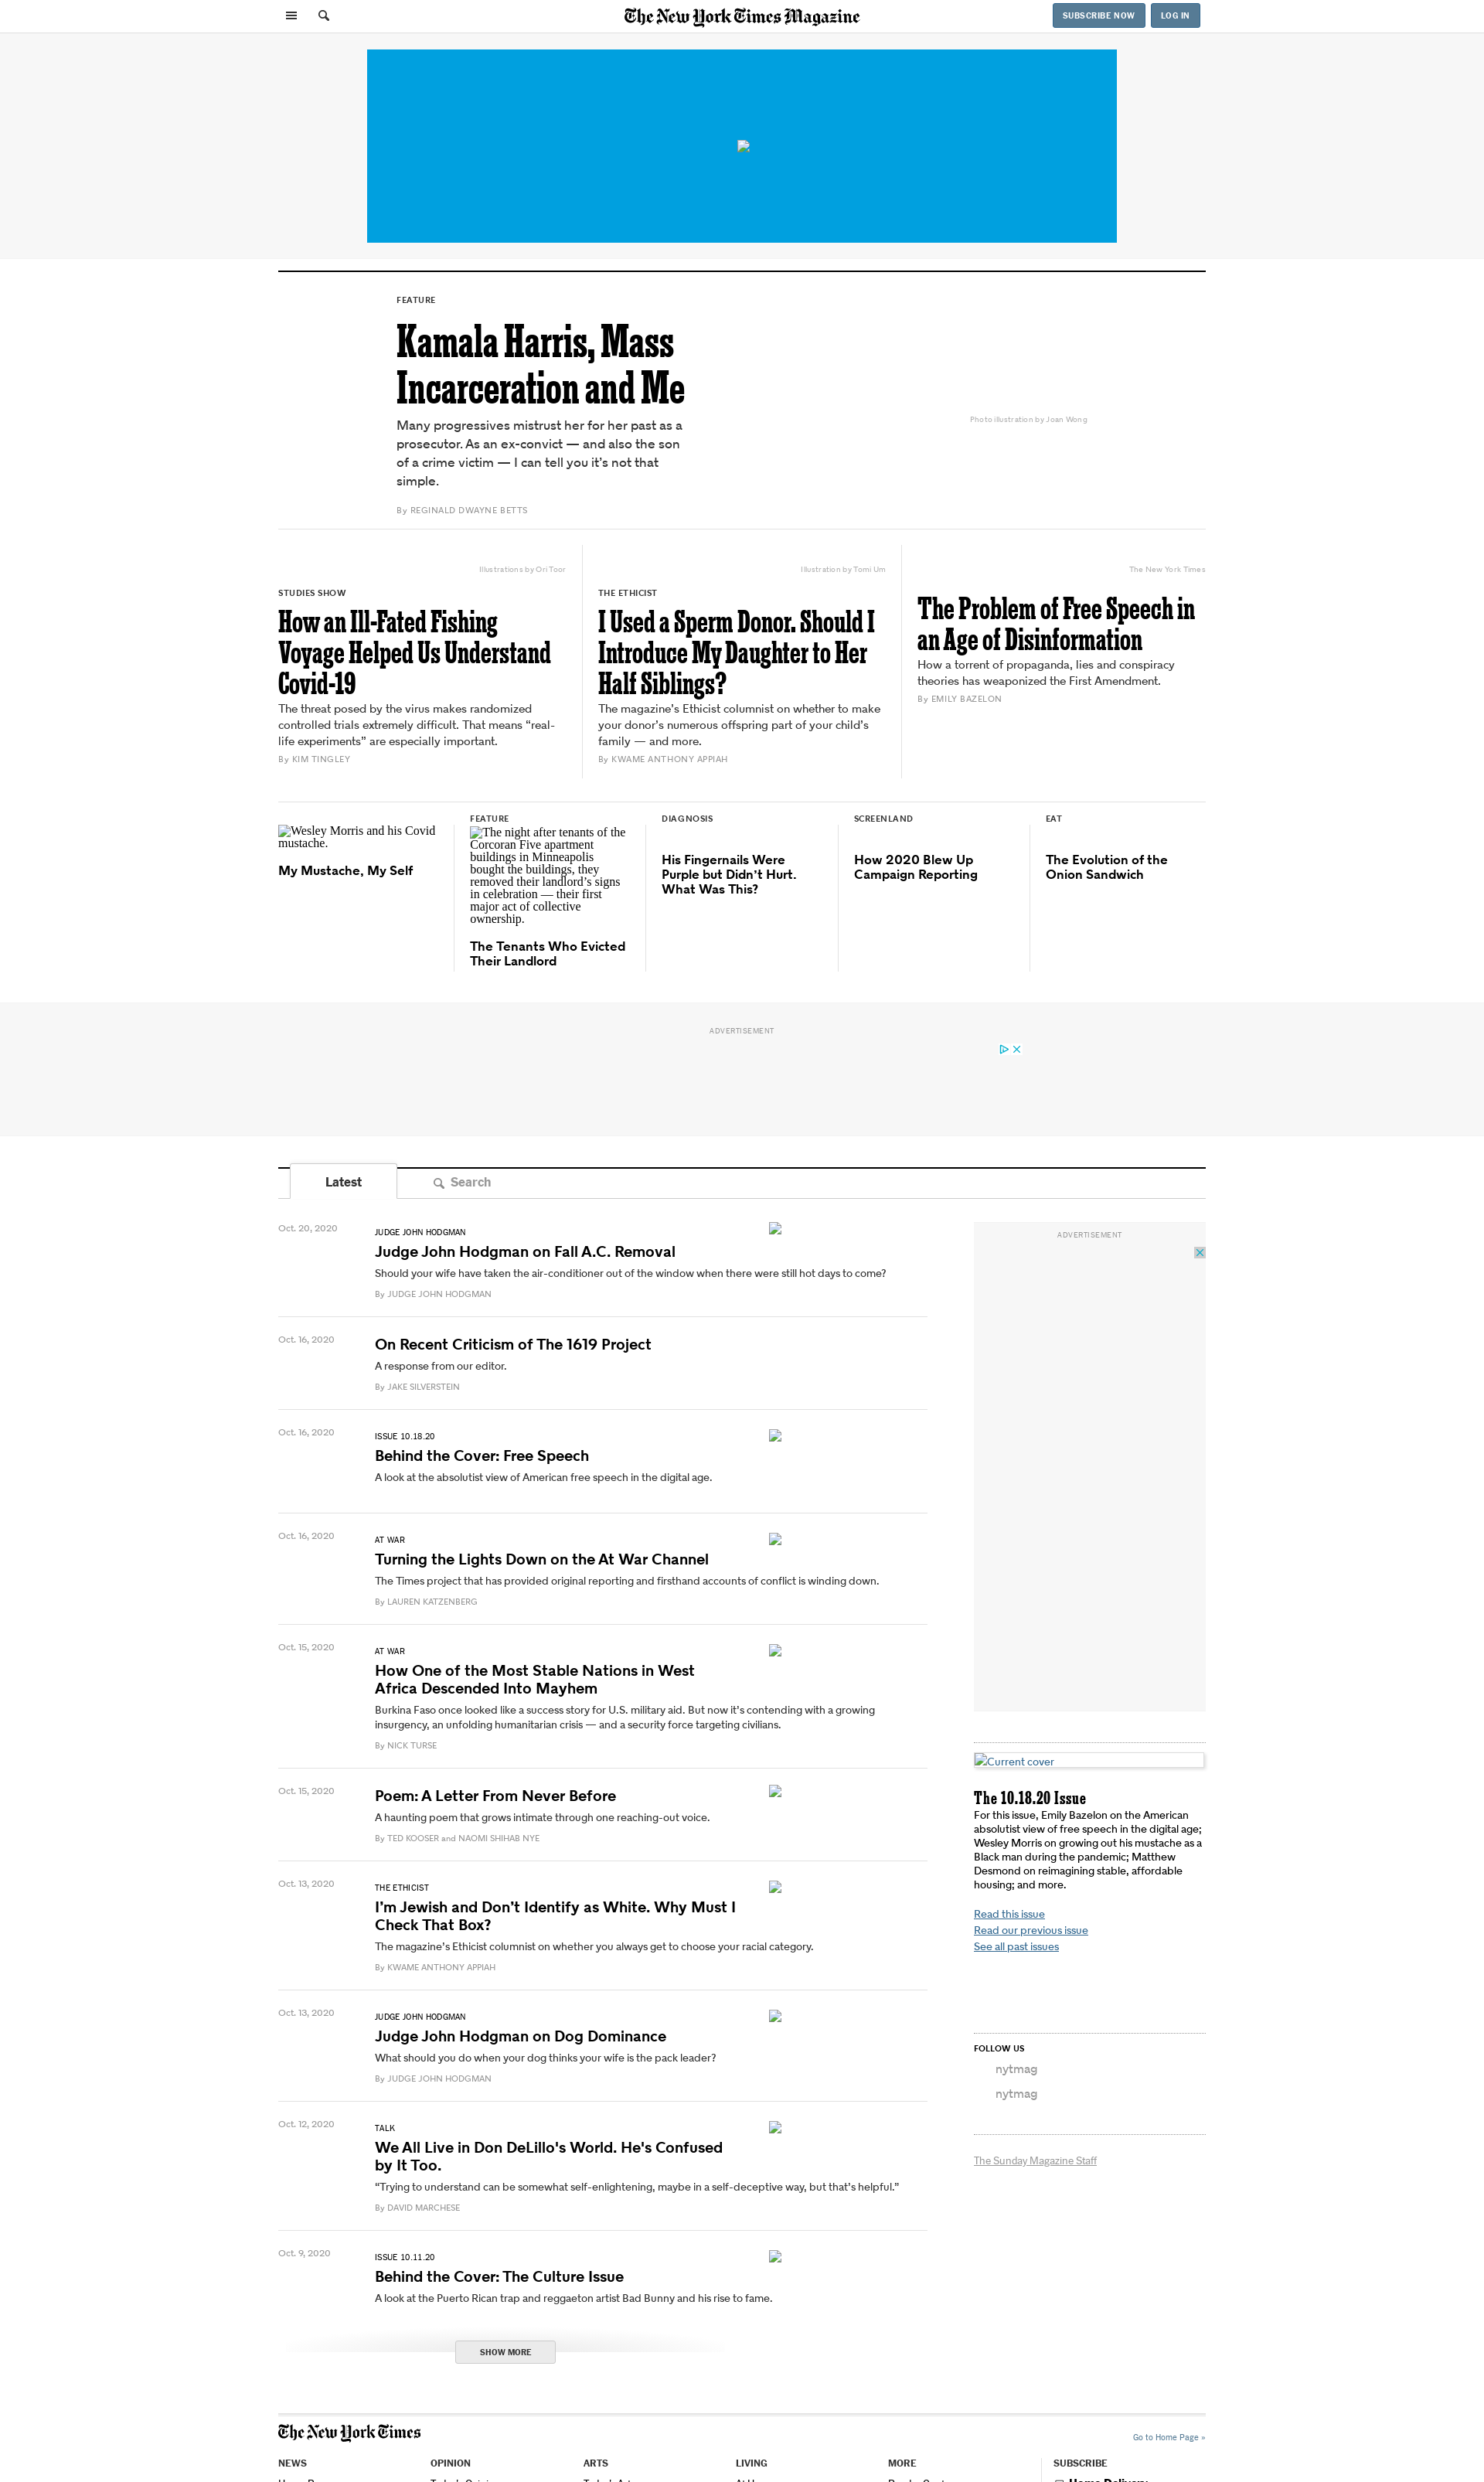 The New York Times Magazine
SUBSCRIBE NOW
LOG IN
FEATURE
Kamala Harris, Mass
Incarceration and Me
Many progressives mistrust her for her past as a
prosecutor. As an ex-convict — and also the son
of a crime victim — I can tell you it’s not that
simple.
By REGINALD DWAYNE BETTS
Photo illustration by Joan Wong
Illustrations by Ori Toor
STUDIES SHOW
How an Ill-Fated Fishing
Voyage Helped Us Understand
Covid-19
The threat posed by the virus makes randomized
controlled trials extremely difficult. That means “real-
life experiments” are especially important.
By KIM TINGLEY
Illustration by Tomi Um
THE ETHICIST
I Used a Sperm Donor. Should I
Introduce My Daughter to Her
Half Siblings?
The magazine’s Ethicist columnist on whether to make
your donor’s numerous offspring part of your child’s
family — and more.
By KWAME ANTHONY APPIAH
The New York Times
The Problem of Free Speech in
an Age of Disinformation
How a torrent of propaganda, lies and conspiracy
theories has weaponized the First Amendment.
By EMILY BAZELON
Wesley Morris and his Covid
mustache.
My Mustache, My Self
FEATURE
The night after tenants of the
Corcoran Five apartment
buildings in Minneapolis
bought the buildings, they
removed their landlord’s signs
in celebration — their first
major act of collective
ownership.
The Tenants Who Evicted
Their Landlord
DIAGNOSIS
His Fingernails Were
Purple but Didn’t Hurt.
What Was This?
SCREENLAND
How 2020 Blew Up
Campaign Reporting
EAT
The Evolution of the
Onion Sandwich
ADVERTISEMENT
Latest
Search
Oct. 20, 2020
JUDGE JOHN HODGMAN
Judge John Hodgman on Fall A.C. Removal
Should your wife have taken the air-conditioner out of the window when there were still hot days to come?
By JUDGE JOHN HODGMAN
Oct. 16, 2020
On Recent Criticism of The 1619 Project
A response from our editor.
By JAKE SILVERSTEIN
Oct. 16, 2020
ISSUE 10.18.20
Behind the Cover: Free Speech
A look at the absolutist view of American free speech in the digital age.
Oct. 16, 2020
AT WAR
Turning the Lights Down on the At War Channel
The Times project that has provided original reporting and firsthand accounts of conflict is winding down.
By LAUREN KATZENBERG
Oct. 15, 2020
AT WAR
How One of the Most Stable Nations in West
Africa Descended Into Mayhem
Burkina Faso once looked like a success story for U.S. military aid. But now it’s contending with a growing
insurgency, an unfolding humanitarian crisis — and a security force targeting civilians.
By NICK TURSE
Oct. 15, 2020
Poem: A Letter From Never Before
A haunting poem that grows intimate through one reaching-out voice.
By TED KOOSER and NAOMI SHIHAB NYE
Oct. 13, 2020
THE ETHICIST
I’m Jewish and Don’t Identify as White. Why Must I
Check That Box?
The magazine’s Ethicist columnist on whether you always get to choose your racial category.
By KWAME ANTHONY APPIAH
Oct. 13, 2020
JUDGE JOHN HODGMAN
Judge John Hodgman on Dog Dominance
What should you do when your dog thinks your wife is the pack leader?
By JUDGE JOHN HODGMAN
Oct. 12, 2020
TALK
We All Live in Don DeLillo's World. He's Confused
by It Too.
“Trying to understand can be somewhat self-enlightening, maybe in a self-deceptive way, but that’s helpful.”
By DAVID MARCHESE
Oct. 9, 2020
ISSUE 10.11.20
Behind the Cover: The Culture Issue
A look at the Puerto Rican trap and reggaeton artist Bad Bunny and his rise to fame.
SHOW MORE
ADVERTISEMENT
Current cover
The 10.18.20 Issue
For this issue, Emily Bazelon on the American
absolutist view of free speech in the digital age;
Wesley Morris on growing out his mustache as a
Black man during the pandemic; Matthew
Desmond on reimagining stable, affordable
housing; and more.
Read this issue
Read our previous issue
See all past issues
FOLLOW US
nytmag
nytmag
The Sunday Magazine Staff
The New York Times
Go to Home Page »
NEWS
OPINION
ARTS
LIVING
MORE
SUBSCRIBE